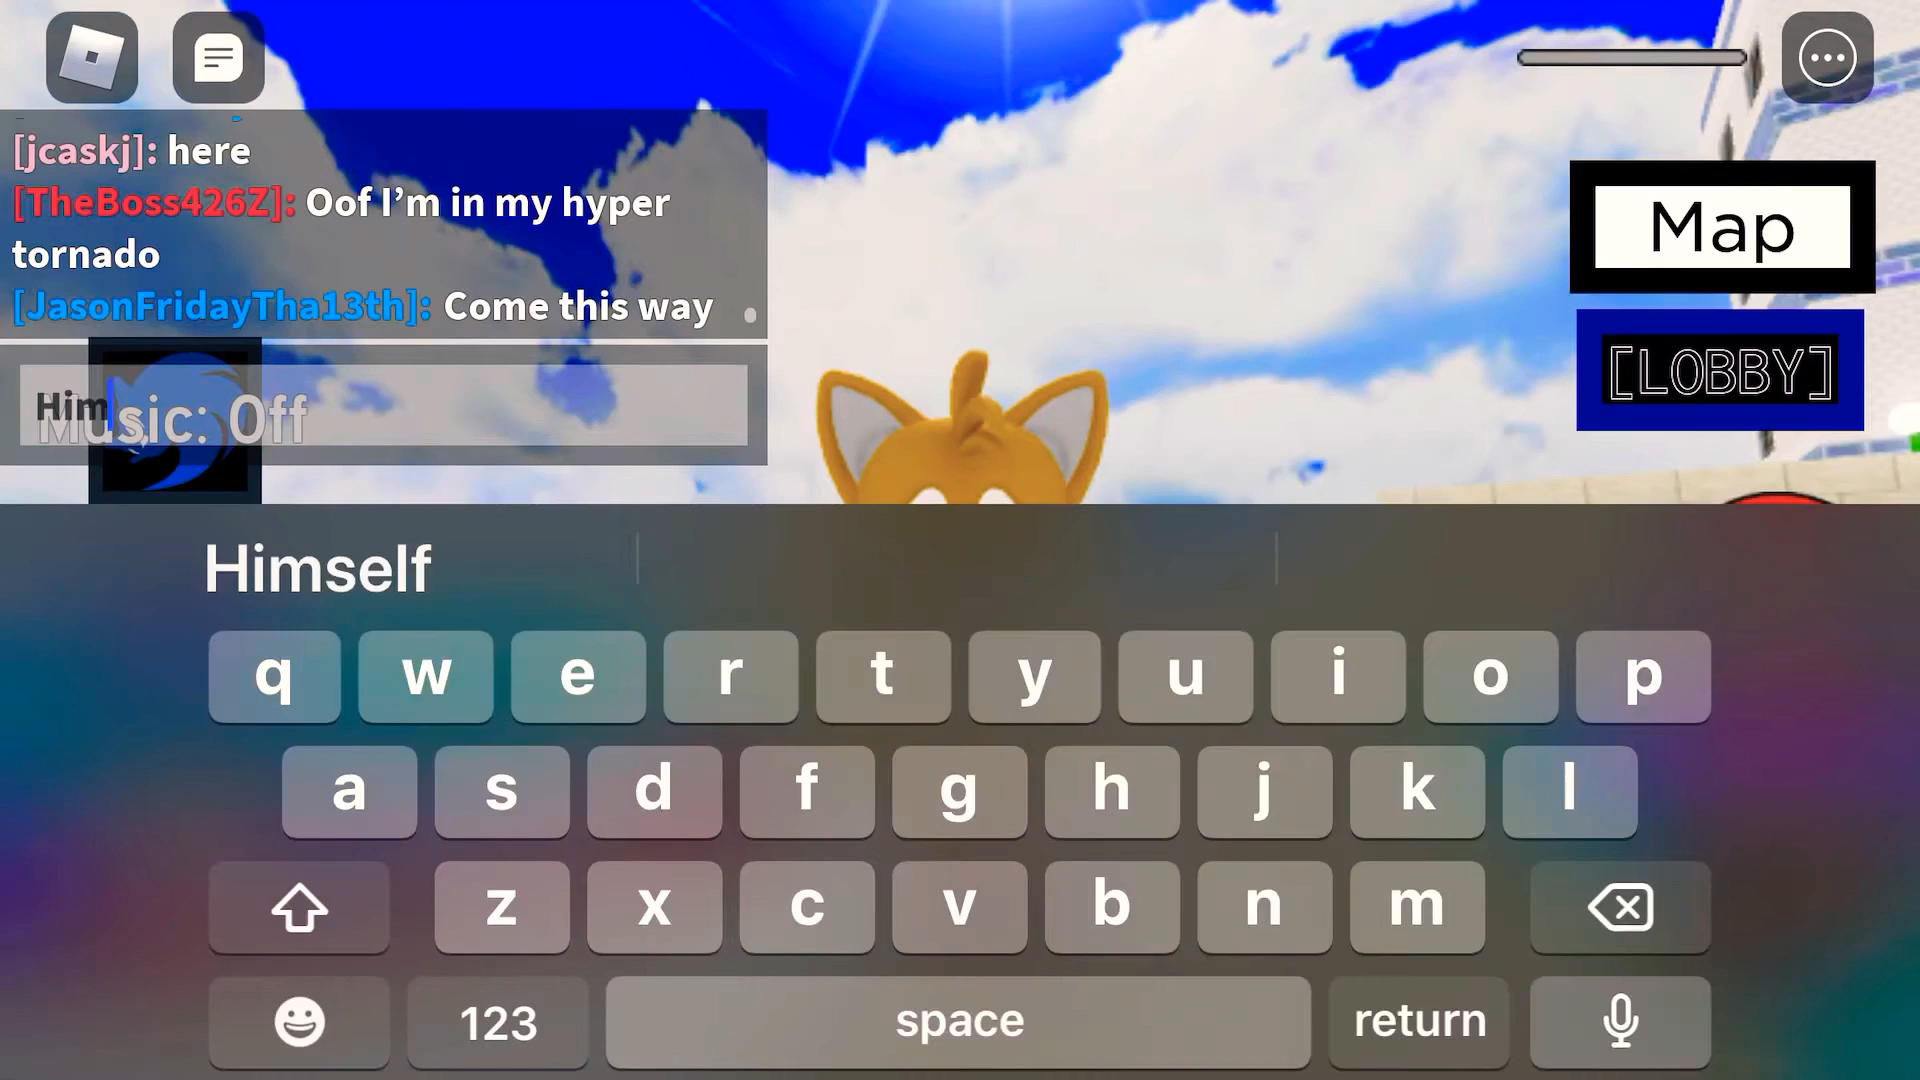 [jcaskj]: here
[TheBoss426Z]: Oof I’m in my hyper
tornado
[JasonFridayTha13th]: Come this way
Him
Music: Off
Map
[LOBBY]
Himself
q w e r t y u i o p
a s d f g h j k l
z x c v b n m
123 space return